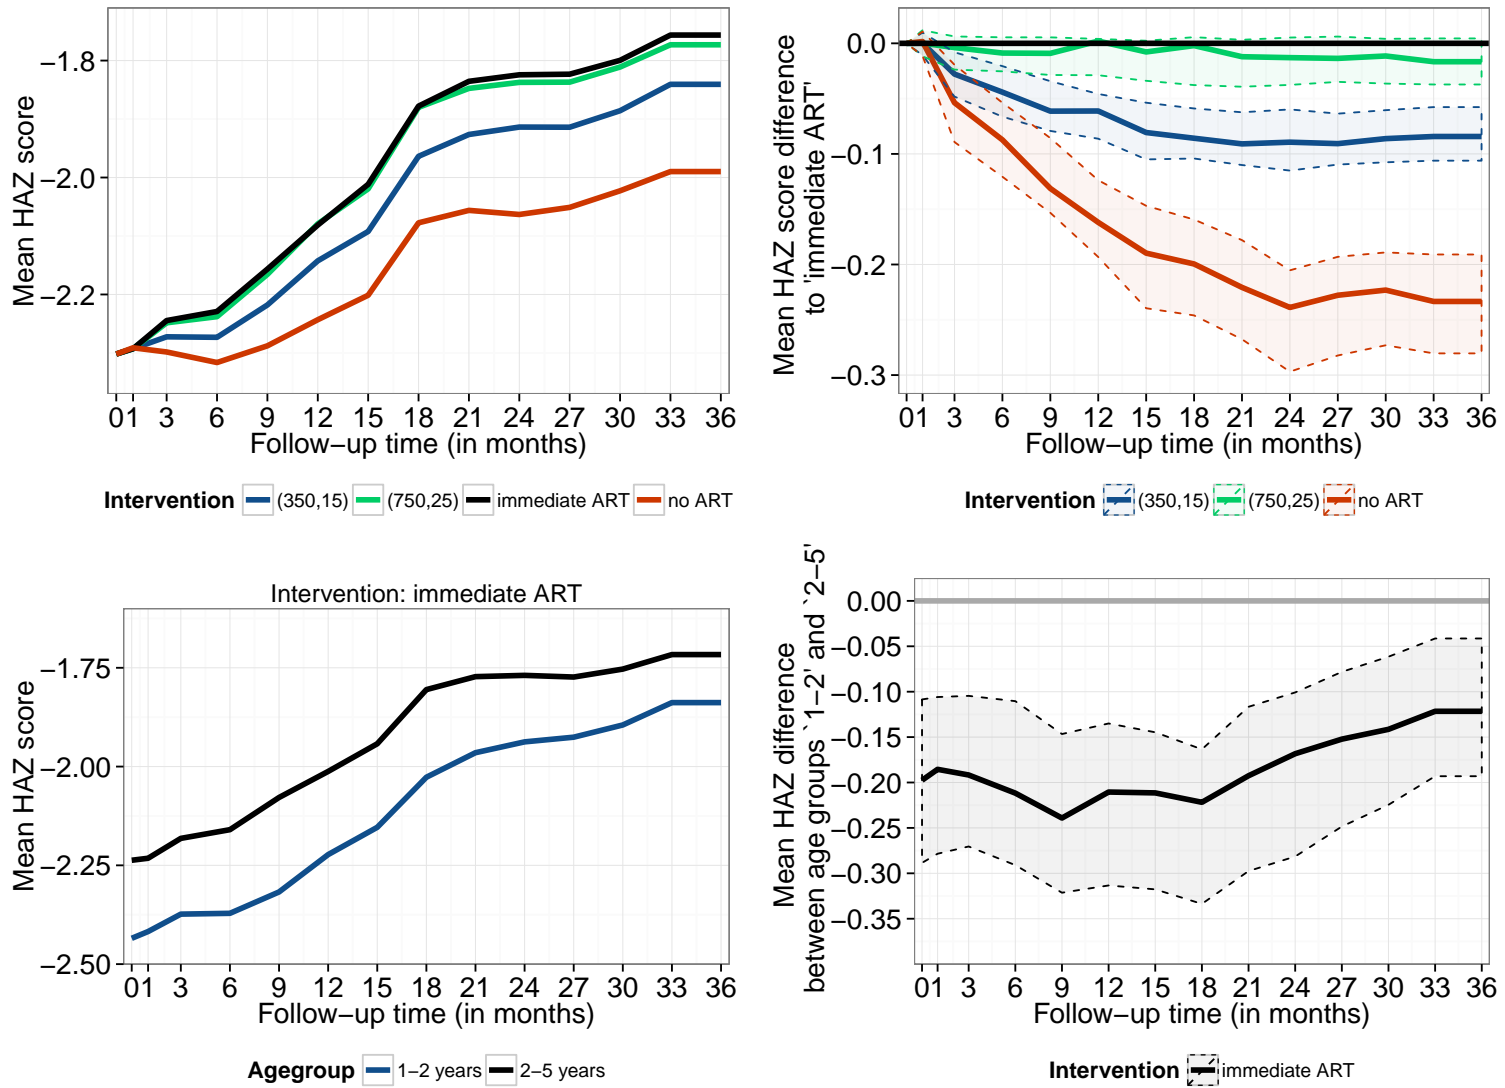 Mean HAZ score
−1.8
−2.0
−2.2
01 3 6 9 12 15 18 21 24 27 30 33 36
Follow−up time (in months)
Intervention (350,15) (750,25) immediate ART no ART
Mean HAZ score difference
to 'immediate ART'
0.0
−0.1
−0.2
−0.3
01 3 6 9 12 15 18 21 24 27 30 33 36
Follow−up time (in months)
Intervention (350,15) (750,25) no ART
Intervention: immediate ART
Mean HAZ score
−1.75
−2.00
−2.25
−2.50
01 3 6 9 12 15 18 21 24 27 30 33 36
Follow−up time (in months)
Agegroup 1−2 years 2−5 years
Mean HAZ difference
between age groups `1−2' and `2−5'
0.00
−0.05
−0.10
−0.15
−0.20
−0.25
−0.30
−0.35
01 3 6 9 12 15 18 21 24 27 30 33 36
Follow−up time (in months)
Intervention immediate ART